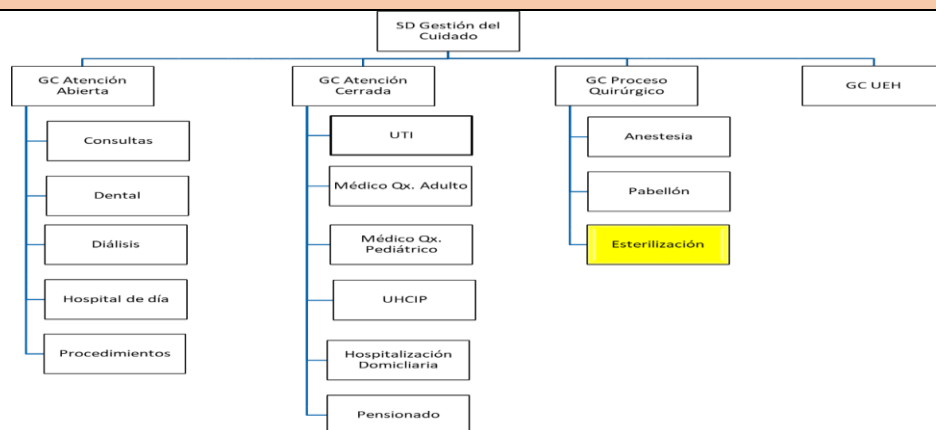 SD Gestión del
Cuidado
GC Atención
Abierta
GC Atención
Cerrada
GC Proceso
Quirúrgico
GC UEH
Consultas
Dental
Diálisis
Hospital de día
Procedimientos
UTI
Médico Qx. Adulto
Médico Qx.
Pediátrico
UHCIP
Hospitalización
Domicliaria
Pensionado
Anestesia
Pabellón
Esterilización